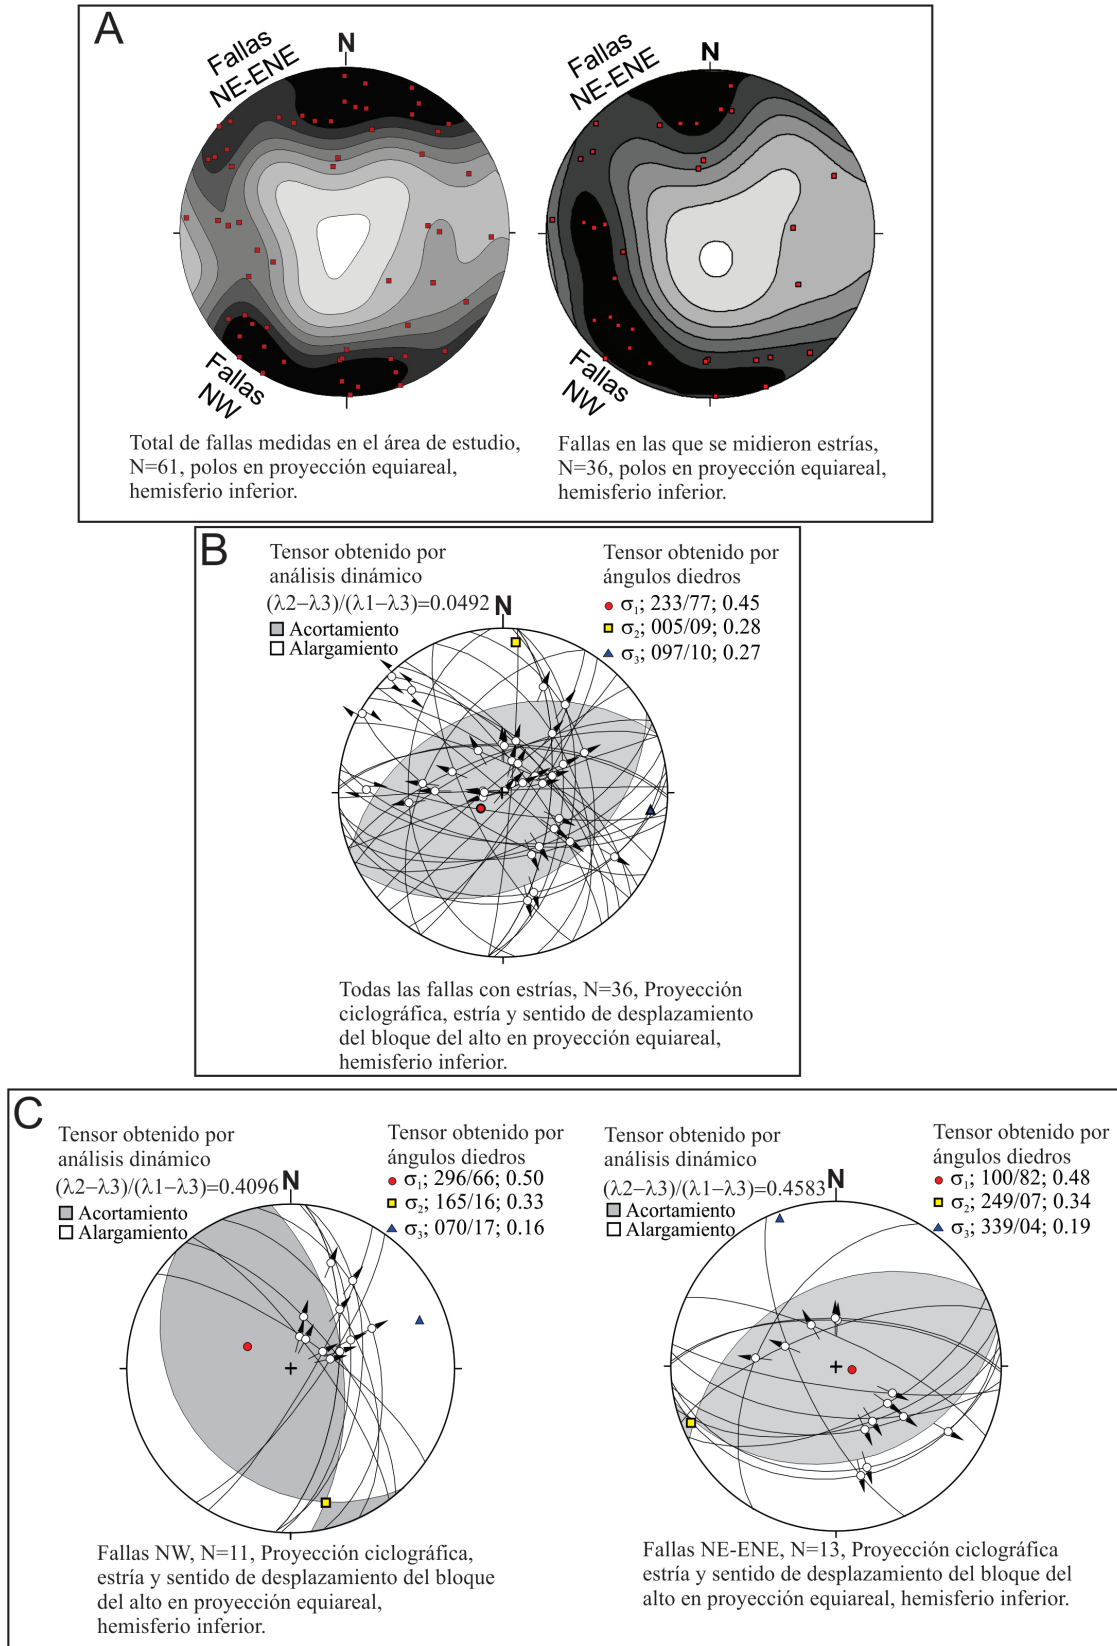 A
Fallas
NE-ENE
N
Fallas
NW
Total de fallas medidas en el área de estudio,
N=61, polos en proyección equiareal,
hemisferio inferior.
Fallas
NE-ENE
N
Fallas
NW
Fallas en las que se midieron estrías,
N=36, polos en proyección equiareal,
hemisferio inferior.
B
Tensor obtenido por
análisis dinámico
(λ2−λ3)/(λ1−λ3)=0.0492
Acortamiento
Alargamiento
N
Tensor obtenido por
ángulos diedros
σ₁; 233/77; 0.45
σ₂; 005/09; 0.28
σ₃; 097/10; 0.27
Todas las fallas con estrías, N=36, Proyección
ciclográfica, estría y sentido de desplazamiento
del bloque del alto en proyección equiareal,
hemisferio inferior.
C
Tensor obtenido por
análisis dinámico
(λ2−λ3)/(λ1−λ3)=0.4096
Acortamiento
Alargamiento
N
Tensor obtenido por
ángulos diedros
σ₁; 296/66; 0.50
σ₂; 165/16; 0.33
σ₃; 070/17; 0.16
Fallas NW, N=11, Proyección ciclográfica,
estría y sentido de desplazamiento del bloque
del alto en proyección equiareal,
hemisferio inferior.
Tensor obtenido por
análisis dinámico
(λ2−λ3)/(λ1−λ3)=0.4583
Acortamiento
Alargamiento
N
Tensor obtenido por
ángulos diedros
σ₁; 100/82; 0.48
σ₂; 249/07; 0.34
σ₃; 339/04; 0.19
Fallas NE-ENE, N=13, Proyección ciclográfica
estría y sentido de desplazamiento del bloque del
alto en proyección equiareal, hemisferio inferior.